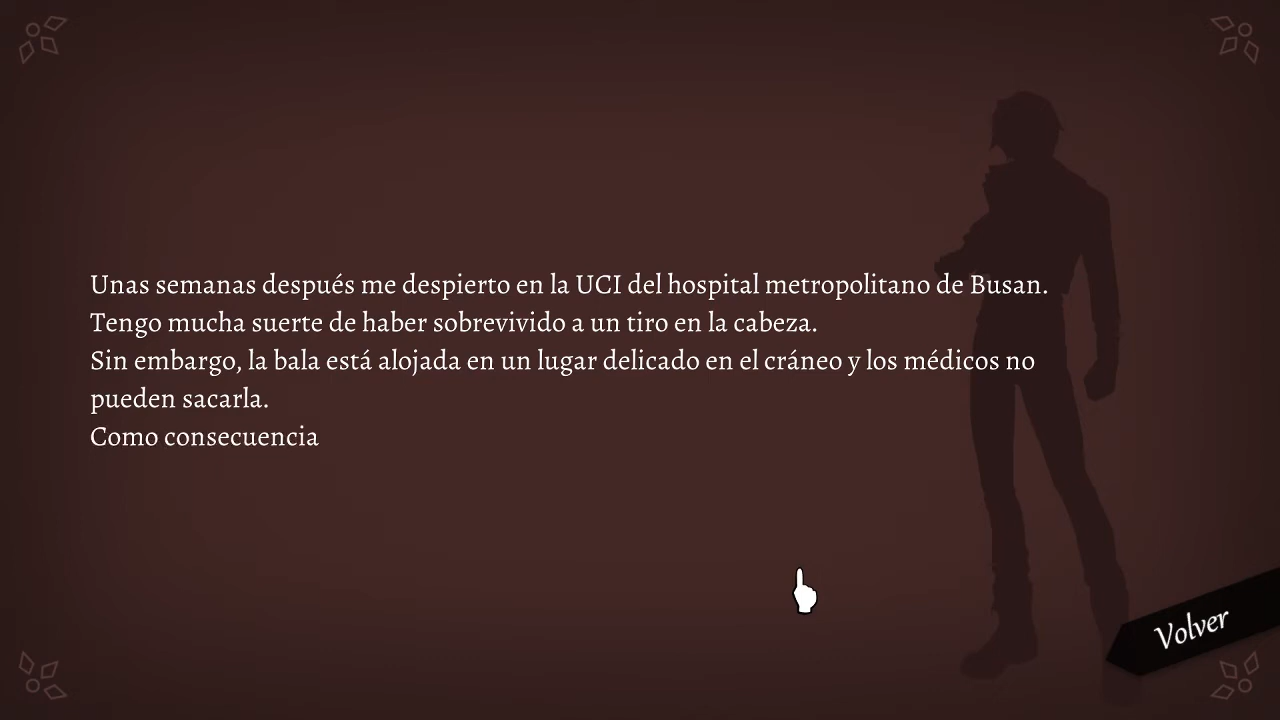 Unas semanas después me despierto en la UCI del hospital metropolitano de Busan.
Tengo mucha suerte de haber sobrevivido a un tiro en la cabeza.
Sin embargo, la bala está alojada en un lugar delicado en el cráneo y los médicos no
pueden sacarla.
Como consecuencia
Volver